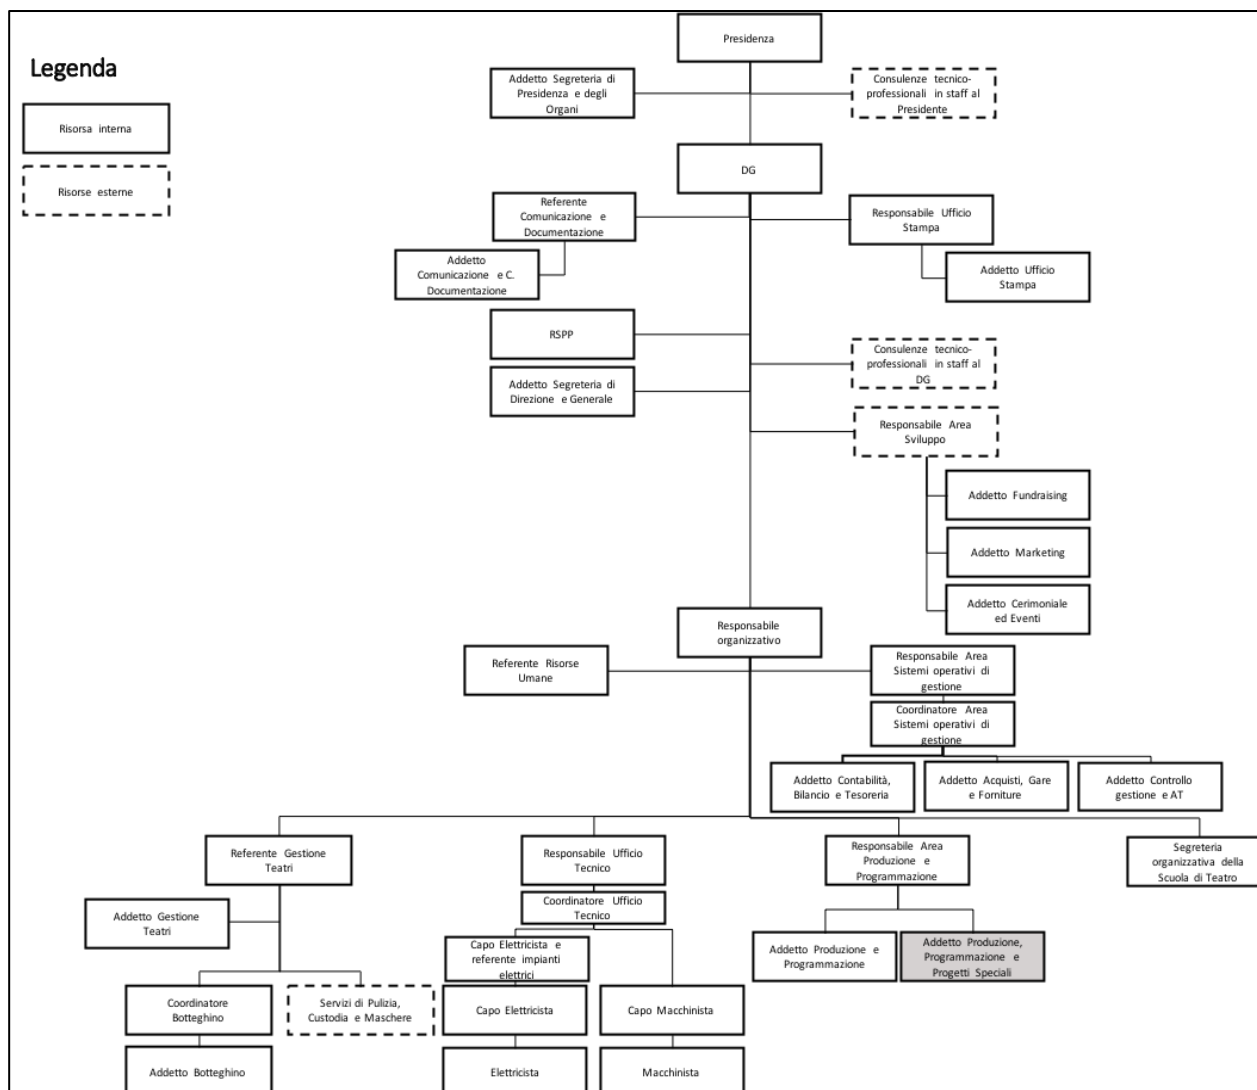 Presidenza
Legenda
Addetto Segreteria di
Presidenza e degli
Organi
Consulenze tecnico-
professionali in staff al
Presidente
Risorsa interna
Risorse esterne
DG
Referente
Comunicazione e
Documentazione
Responsabile Ufficio
Stampa
Addetto
Comunicazione e C.
Documentazione
Addetto Ufficio
Stampa
RSPP
Consulenze tecnico-
professionali in staff al
DG
Addetto Segreteria di
Direzione e Generale
Responsabile Area
Sviluppo
Addetto Fundraising
Addetto Marketing
Addetto Cerimoniale
ed Eventi
Responsabile
organizzativo
Referente Risorse
Umane
Responsabile Area
Sistemi operativi di
gestione
Coordinatore Area
Sistemi operativi di
gestione
Addetto Contabilità,
Bilancio e Tesoreria
Addetto Acquisti, Gare
e Forniture
Addetto Controllo
gestione e AT
Referente Gestione
Teatri
Responsabile Ufficio
Tecnico
Responsabile Area
Produzione e
Programmazione
Segreteria
organizzativa della
Scuola di Teatro
Coordinatore Ufficio
Tecnico
Addetto Gestione
Teatri
Capo Elettricista e
referente impianti
elettrici
Addetto Produzione e
Programmazione
Addetto Produzione,
Programmazione e
Progetti Speciali
Coordinatore
Botteghino
Servizi di Pulizia,
Custodia e Maschere
Capo Elettricista
Capo Macchinista
Addetto Botteghino
Elettricista
Macchinista